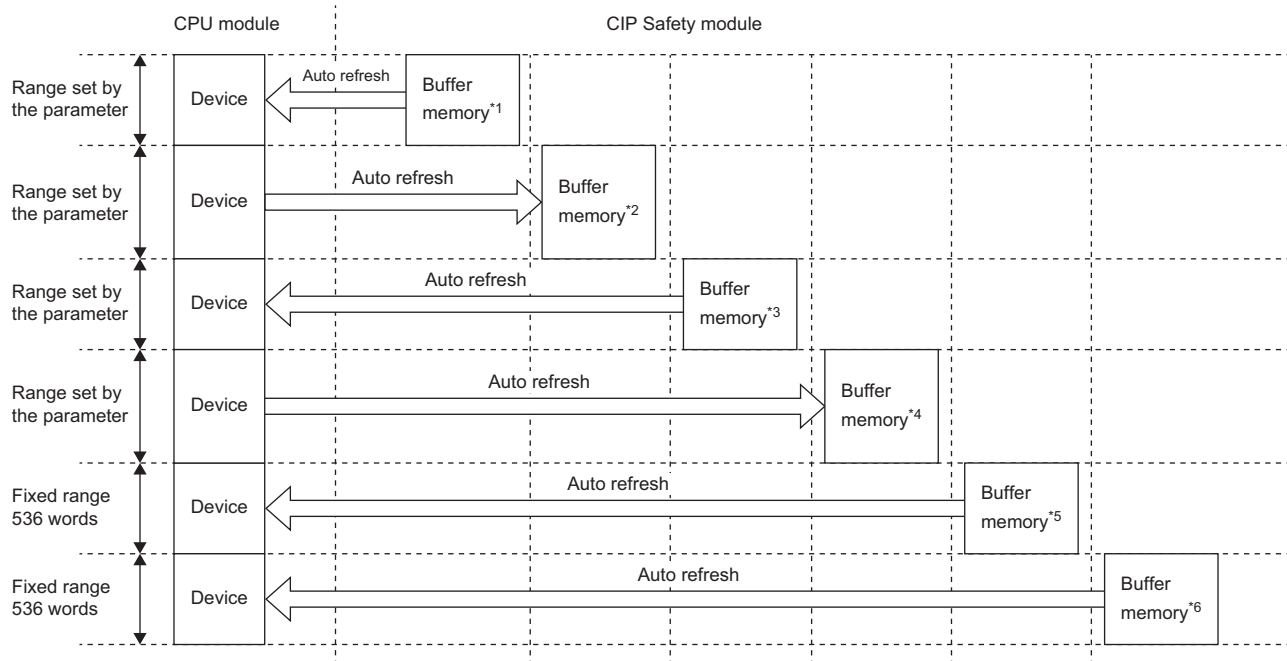 CPU module
CIP Safety module
Range set by
the parameter
Device
Auto refresh
Buffer
memory*1
Range set by
the parameter
Device
Auto refresh
Buffer
memory*2
Range set by
the parameter
Device
Auto refresh
Buffer
memory*3
Range set by
the parameter
Device
Auto refresh
Buffer
memory*4
Fixed range
536 words
Device
Auto refresh
Buffer
memory*5
Fixed range
536 words
Device
Auto refresh
Buffer
memory*6